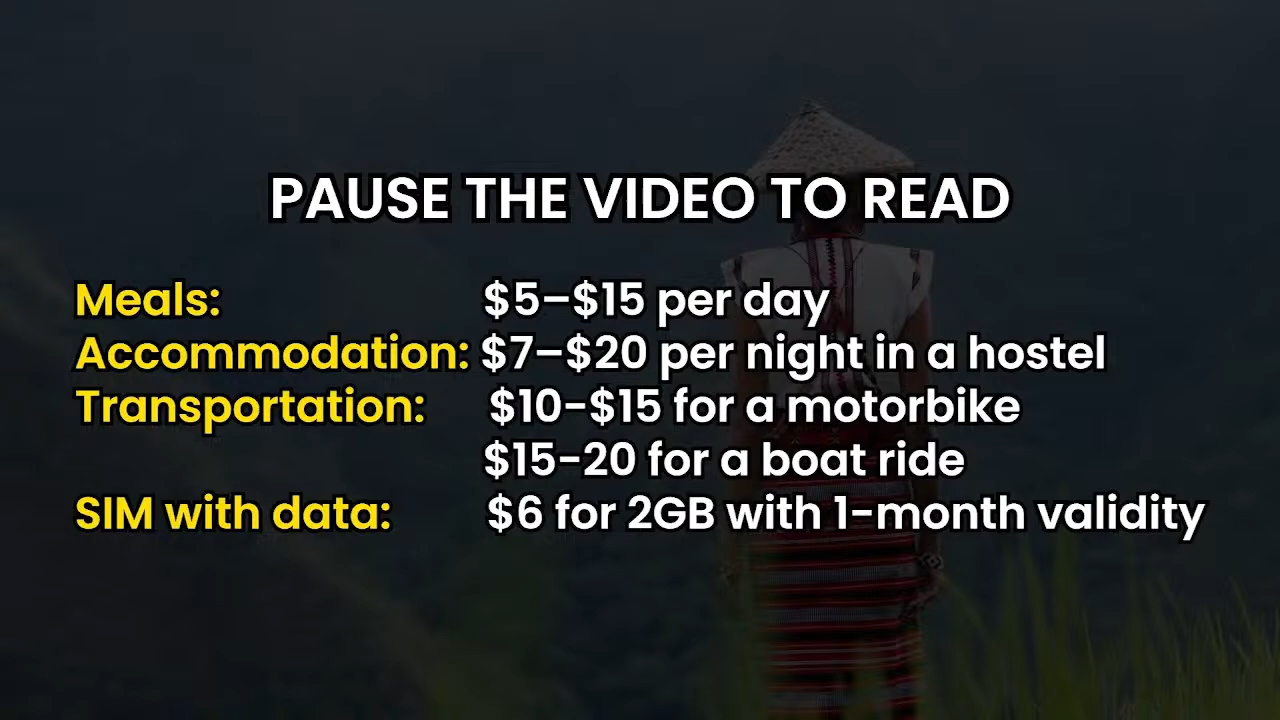 PAUSE THE VIDEO TO READ
Meals: $5–$15 per day
Accommodation: $7–$20 per night in a hostel
Transportation: $10-$15 for a motorbike
$15-20 for a boat ride
SIM with data: $6 for 2GB with 1-month validity